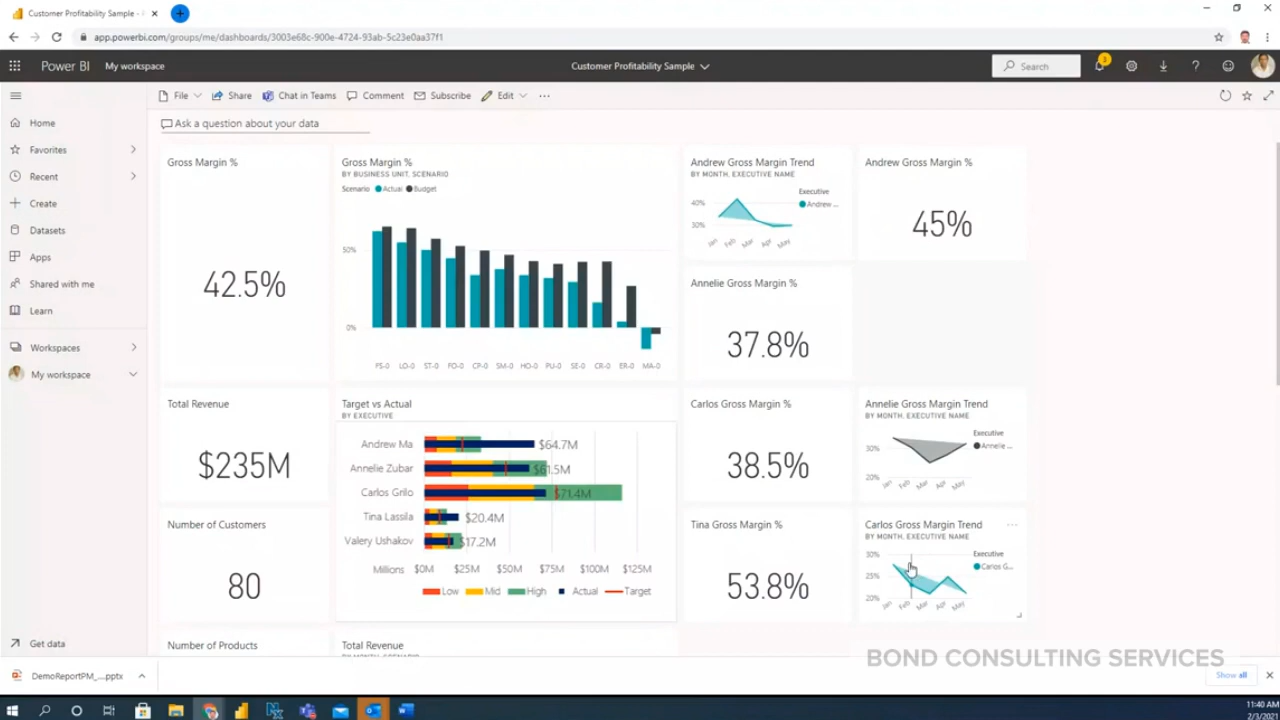 Customer Profitability Sample -
app.powerbi.com/groups/me/dashboards/3003e68c-900e-4724-93ab-5c23e0aa37f1
Power BI My workspace
Customer Profitability Sample
Search
3
File
Share
Chat in Teams
Comment
Subscribe
Edit
Ask a question about your data
Home
Favorites
Recent
Create
Datasets
Apps
Shared with me
Learn
Workspaces
My workspace
Get data
Gross Margin %
42.5%
Gross Margin %
BY BUSINESS UNIT, SCENARIO
Scenario Actual Budget
50%
0%
FS-0 LO-0 ST-0 FO-0 CP-0 SM-0 HO-0 PU-0 SE-0 CR-0 ER-0 MA-0
Andrew Gross Margin Trend
BY MONTH, EXECUTIVE NAME
Executive
Andrew ...
40%
30%
Jan Feb Mar Apr May
Andrew Gross Margin %
45%
Annelie Gross Margin %
37.8%
Total Revenue
$235M
Target vs Actual
BY EXECUTIVE
Andrew Ma $64.7M
Annelie Zubar $61.5M
Carlos Grilo $71.4M
Tina Lassila $20.4M
Valery Ushakov $17.2M
Millions $0M $25M $50M $75M $100M $125M
Low Mid High Actual Target
Carlos Gross Margin %
38.5%
Annelie Gross Margin Trend
BY MONTH, EXECUTIVE NAME
Executive
Annelie ...
30%
20%
Jan Feb Mar Apr May
Number of Customers
80
Tina Gross Margin %
53.8%
Carlos Gross Margin Trend
BY MONTH, EXECUTIVE NAME
Executive
Carlos G...
30%
25%
20%
Jan Feb Mar Apr May
Number of Products
Total Revenue
BY MONTH, SCENARIO
BOND CONSULTING SERVICES
DemoReportPM_....pptx
Show all
11:40 AM
2/3/2021